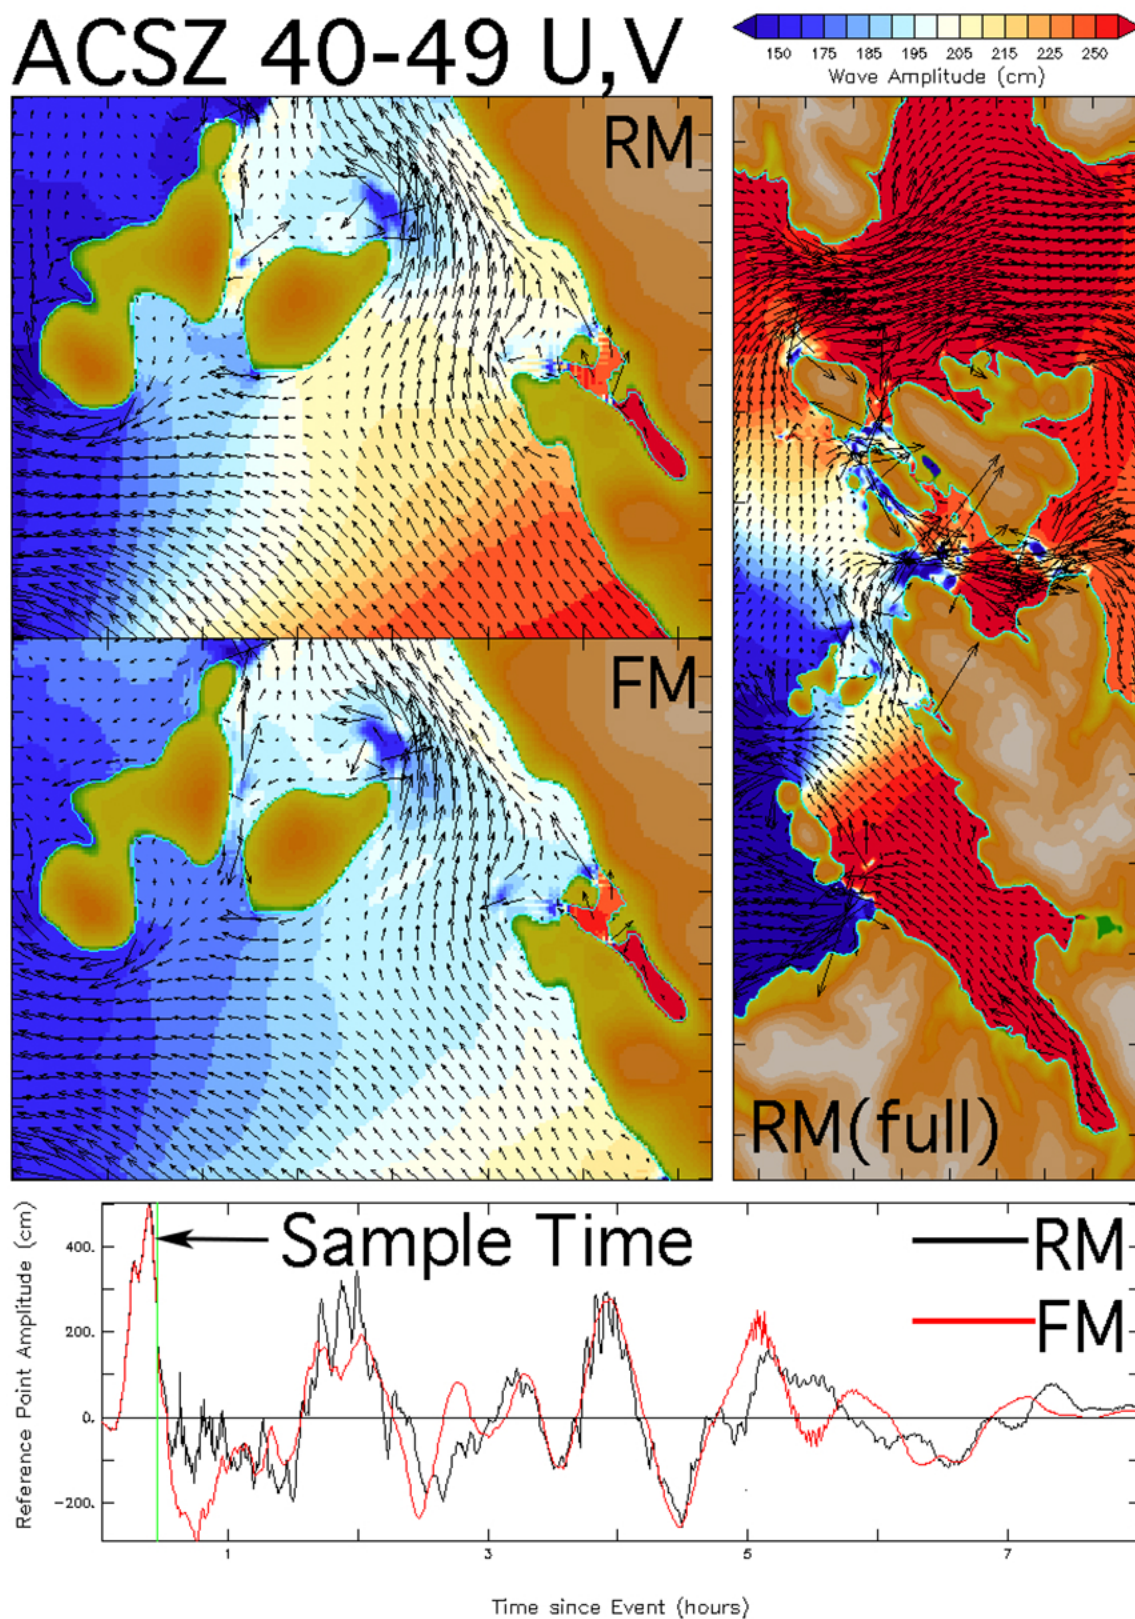 ACSZ 40-49 U,V
150 175 185 195 205 215 225 250
Wave Amplitude (cm)
RM
FM
RM(full)
Reference Point Amplitude (cm)
400.
200.
0.
-200.
Sample Time
RM
FM
1 3 5 7
Time since Event (hours)